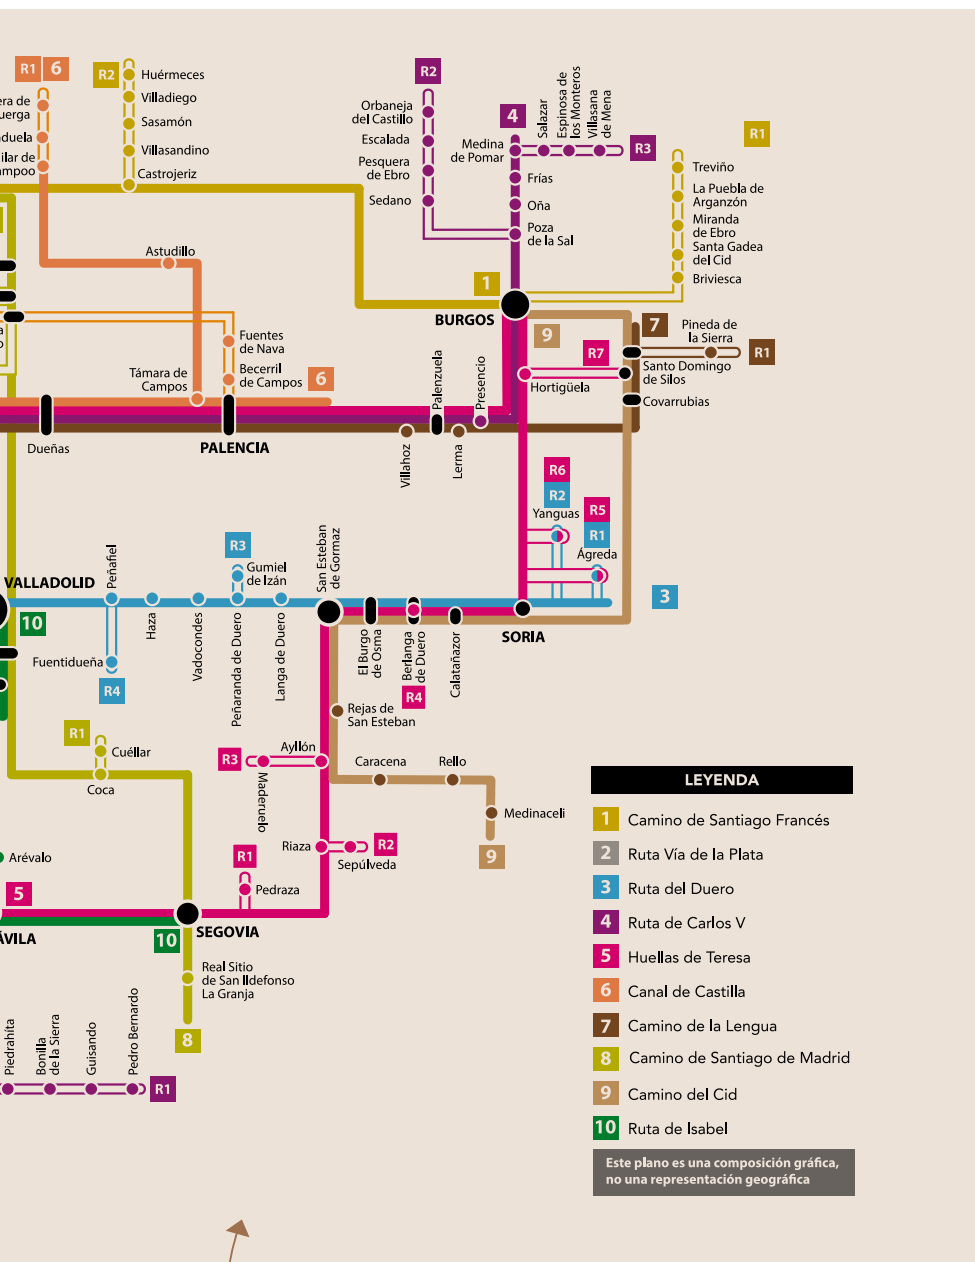 R1
6
R2
Huérmeces
Villadiego
Sasamón
Villasandino
Castrojeriz
Astudillo
Fuentes
de Nava
Becerril
de Campos
6
Támara de
Campos
Dueñas
PALENCIA
R2
Orbaneja
del Castillo
Escalada
Pesquera
de Ebro
Sedano
4
Medina
de Pomar
Salazar
Espinosa de
los Monteros
Villasana
de Mena
R3
Frías
Oña
Poza
de la Sal
R1
Treviño
La Puebla de
Arganzón
Miranda
de Ebro
Santa Gadea
del Cid
Briviesca
1
BURGOS
9
7
Pineda de
la Sierra
R1
R7
Hortigüela
Santo Domingo
de Silos
Covarrubias
Palenzuela
Presencio
Villahoz
Lerma
R6
R2
Yanguas
R5
R1
Ágreda
3
SORIA
VALLADOLID
10
Peñafiel
Fuentidueña
R4
Haza
Vadocondes
R3
Gumiel
de Izán
Peñaranda de Duero
Langa de Duero
San Esteban
de Gormaz
El Burgo
de Osma
Berlanga
de Duero
R4
Calatañazor
Rejas de
San Esteban
Caracena
Rello
Medinaceli
9
R1
Cuéllar
Coca
R3
Ayllón
Maderuelo
Riaza
R2
Sepúlveda
R1
Pedraza
Arévalo
5
ÁVILA
10
SEGOVIA
Real Sitio
de San Ildefonso
La Granja
8
Piedrahíta
Bonilla
de la Sierra
Guisando
Pedro Bernardo
R1
LEYENDA
1 Camino de Santiago Francés
2 Ruta Vía de la Plata
3 Ruta del Duero
4 Ruta de Carlos V
5 Huellas de Teresa
6 Canal de Castilla
7 Camino de la Lengua
8 Camino de Santiago de Madrid
9 Camino del Cid
10 Ruta de Isabel
Este plano es una composición gráfica,
no una representación geográfica